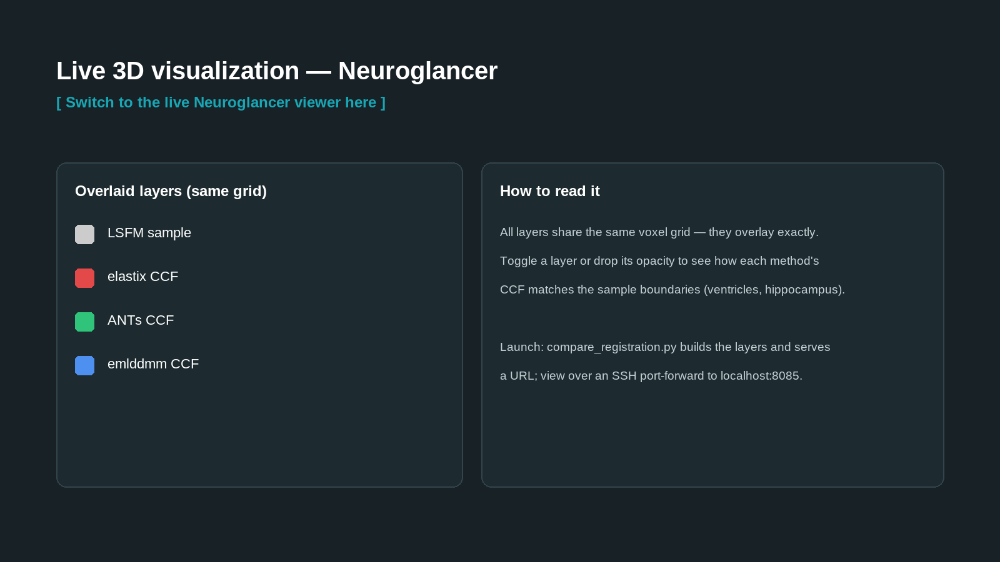 Live 3D visualization — Neuroglancer
[ Switch to the live Neuroglancer viewer here ]
Overlaid layers (same grid)
LSFM sample
elastix CCF
ANTs CCF
emlddmm CCF
How to read it
All layers share the same voxel grid — they overlay exactly.
Toggle a layer or drop its opacity to see how each method's
CCF matches the sample boundaries (ventricles, hippocampus).
Launch: compare_registration.py builds the layers and serves
a URL; view over an SSH port-forward to localhost:8085.